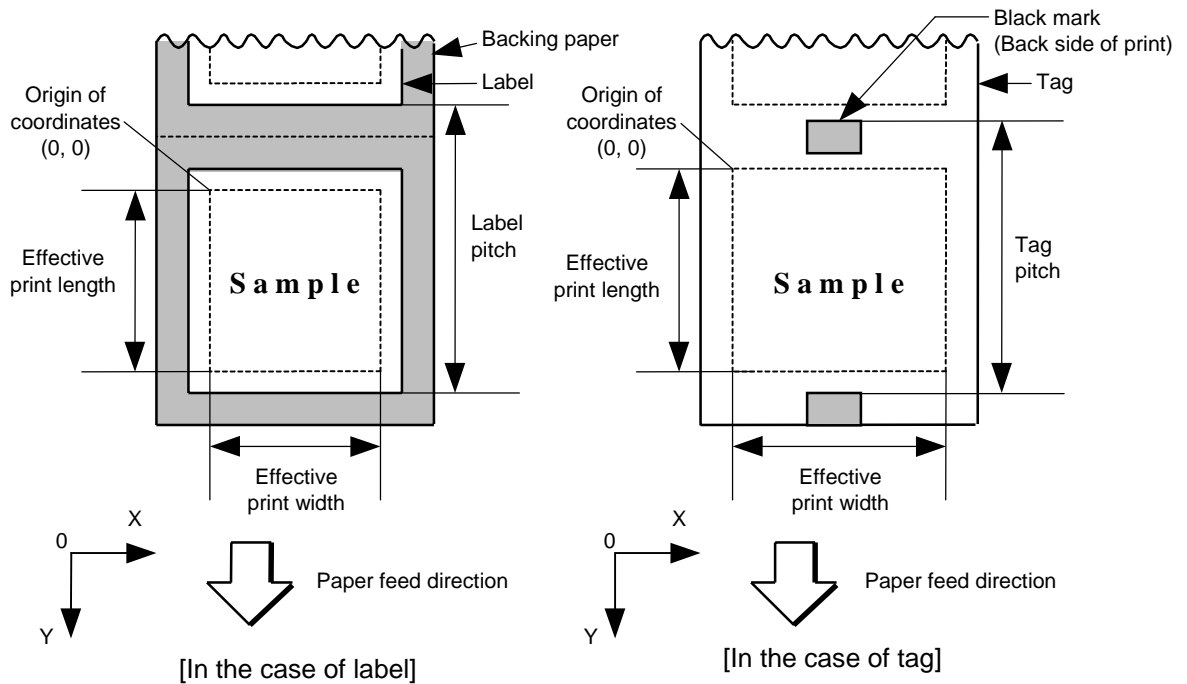 Backing paper
Label
Origin of
coordinates
(0, 0)
Label
pitch
Effective
print length
Sample
Effective
print width
0
X
Y
Paper feed direction
[In the case of label]
Black mark
(Back side of print)
Tag
Origin of
coordinates
(0, 0)
Tag
pitch
Effective
print length
Sample
Effective
print width
0
X
Y
Paper feed direction
[In the case of tag]